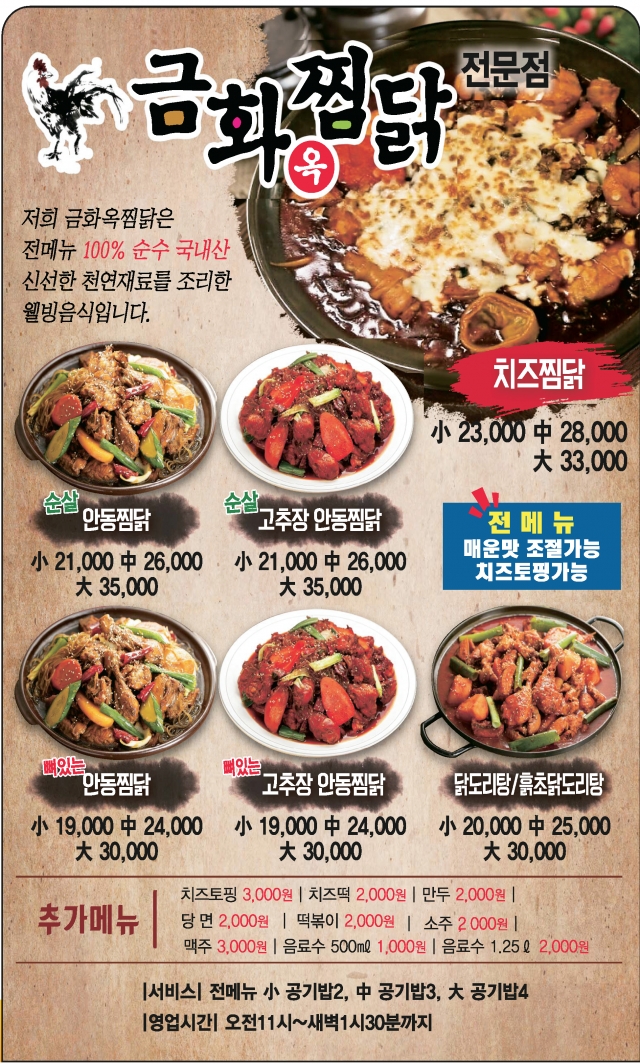 금화옥찜닭 전문점
저희 금화옥찜닭은
전메뉴 100% 순수 국내산
신선한 천연재료를 조리한
웰빙음식입니다.
치즈찜닭
小 23,000 中 28,000
大 33,000
순살 안동찜닭
小 21,000 中 26,000
大 35,000
순살 고추장 안동찜닭
小 21,000 中 26,000
大 35,000
전 메 뉴
매운맛 조절가능
치즈토핑가능
뼈있는 안동찜닭
小 19,000 中 24,000
大 30,000
뼈있는 고추장 안동찜닭
小 19,000 中 24,000
大 30,000
닭도리탕/흙초닭도리탕
小 20,000 中 25,000
大 30,000
추가메뉴
치즈토핑 3,000원 | 치즈떡 2,000원 | 만두 2,000원 |
당 면 2,000원 | 떡볶이 2,000원 | 소주 2 000원 |
맥주 3,000원 | 음료수 500㎖ 1,000원 | 음료수 1.25ℓ 2,000원
|서비스| 전메뉴 小 공기밥2, 中 공기밥3, 大 공기밥4
|영업시간| 오전11시~새벽1시30분까지